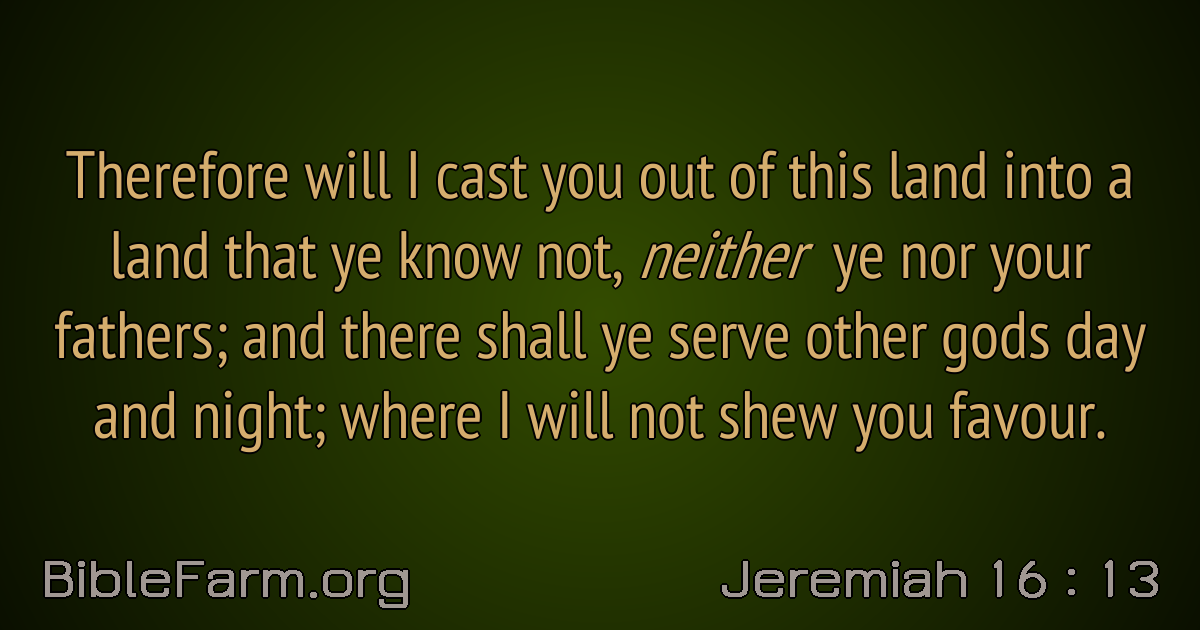 Therefore will I cast you out of this land into a
land that ye know not, neither ye nor your
fathers; and there shall ye serve other gods day
and night; where I will not shew you favour.
BibleFarm.org
Jeremiah 16 : 13